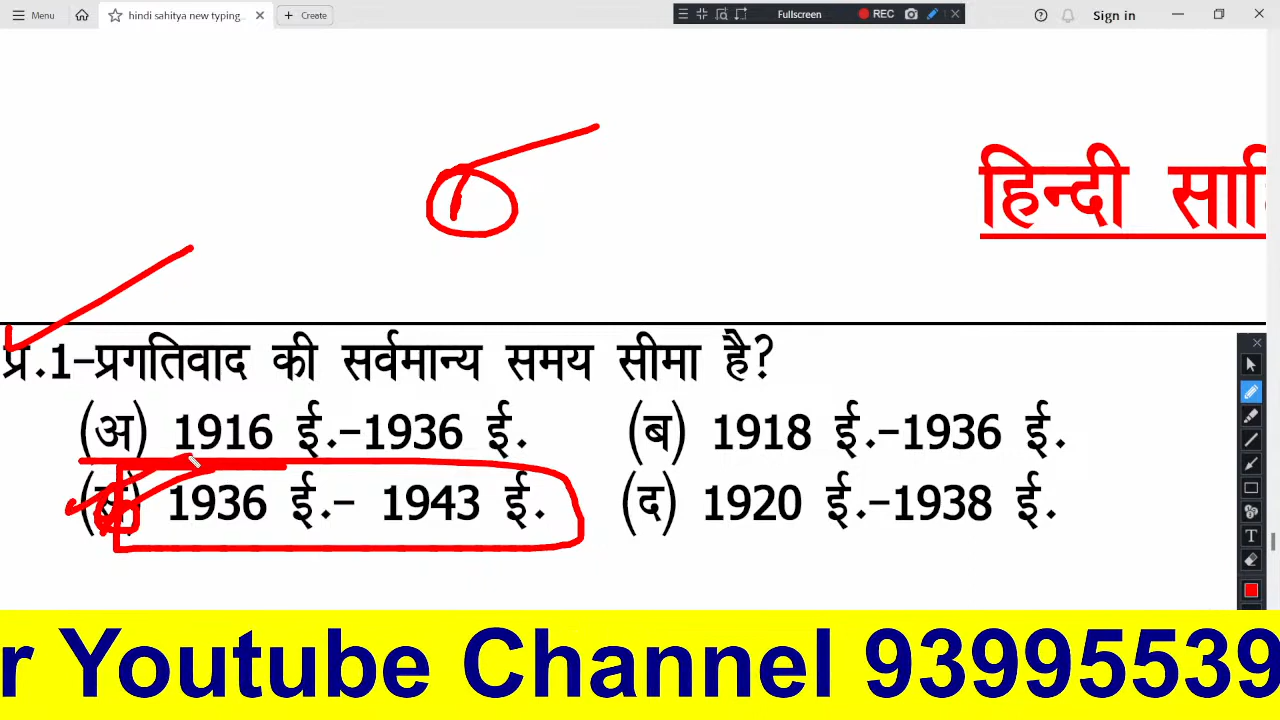 Menu
hindi sahitya new typing...
Create
Fullscreen
REC
Sign in
हिन्दी
प्र.1-प्रगतिवाद की सर्वमान्य समय सीमा है?
(अ) 1916 ई.-1936 ई. (ब) 1918 ई.-1936 ई.
1936 ई.- 1943 ई. (द) 1920 ई.-1938 ई.
r Youtube Channel 93995539